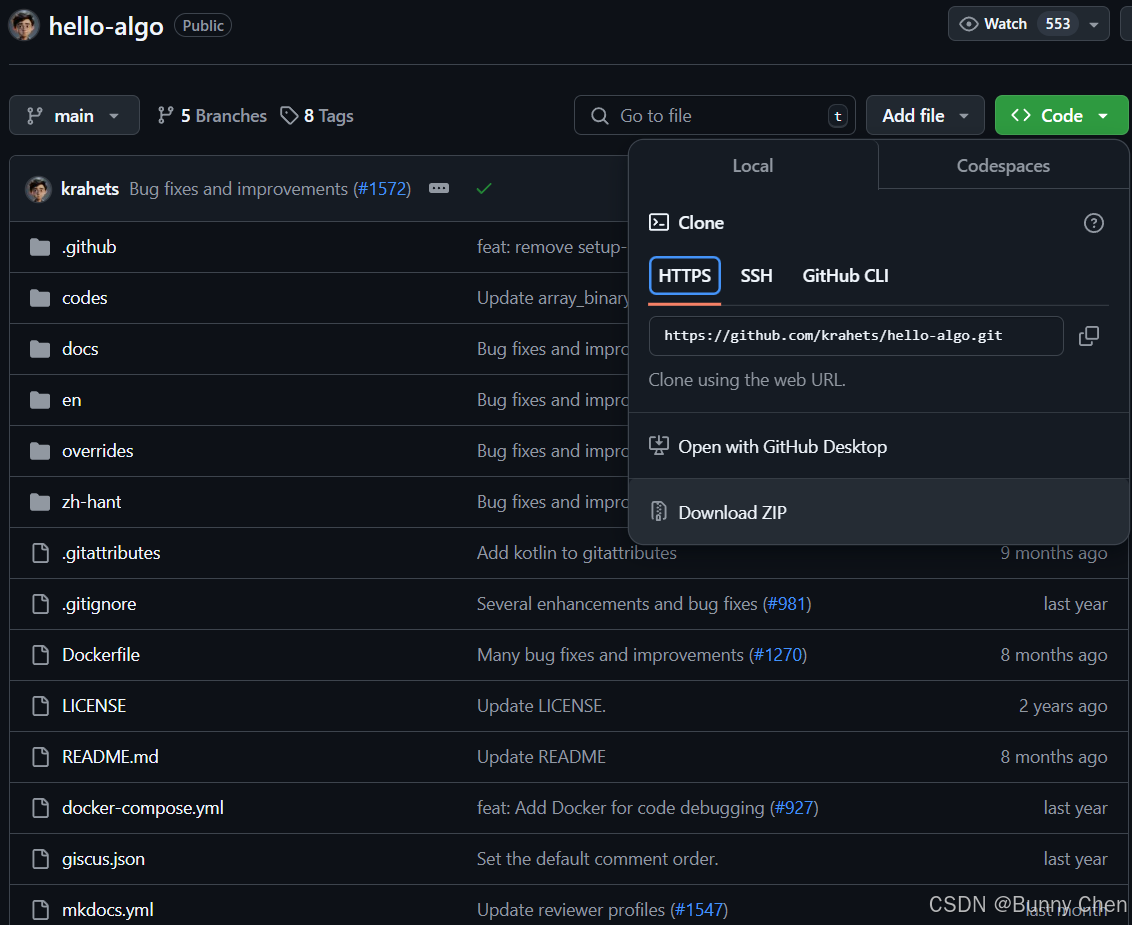 hello-algo Public Watch 553
main 5 Branches 8 Tags Go to file t Add file Code
Local Codespaces
krahets Bug fixes and improvements (#1572)
Clone
.github feat: remove setup-
HTTPS SSH GitHub CLI
codes Update array_binary
https://github.com/krahets/hello-algo.git
docs Bug fixes and impro
Clone using the web URL.
en Bug fixes and impro
Open with GitHub Desktop
overrides Bug fixes and impro
zh-hant Bug fixes and impro
Download ZIP
.gitattributes Add kotlin to gitattributes 9 months ago
.gitignore Several enhancements and bug fixes (#981) last year
Dockerfile Many bug fixes and improvements (#1270) 8 months ago
LICENSE Update LICENSE. 2 years ago
README.md Update README 8 months ago
docker-compose.yml feat: Add Docker for code debugging (#927) last year
giscus.json Set the default comment order. last year
mkdocs.yml Update reviewer profiles (#1547) last month
CSDN @Bunny Chen